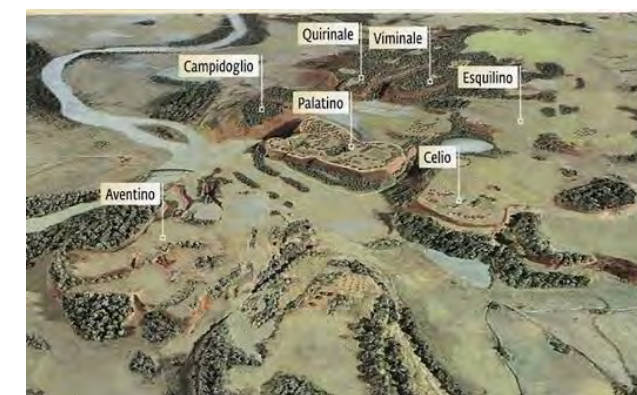 Quirinale
Viminale
Campidoglio
Esquilino
Palatino
Celio
Aventino